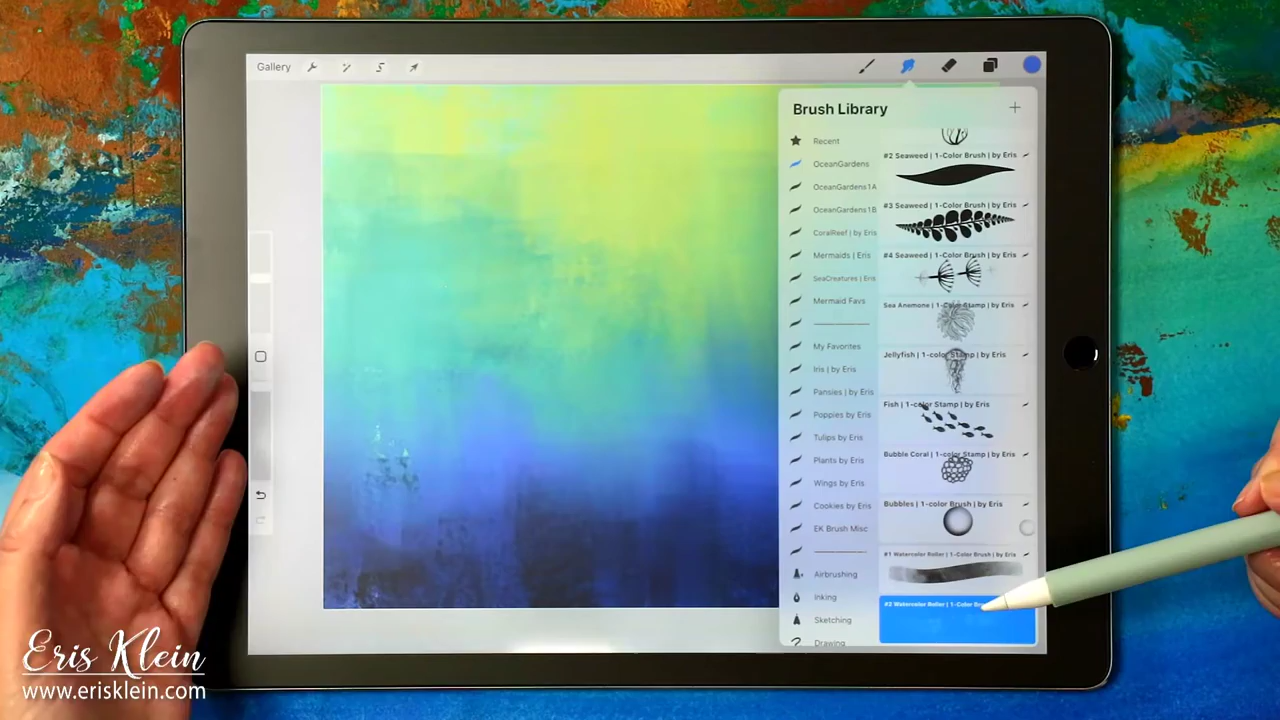 Gallery
Brush Library
Recent
OceanGardens
OceanGardens1A
OceanGardens1B
CoralReef | by Eris
Mermaids | Eris
SeaCreatures | Eris
Mermaid Favs
My Favorites
Iris | by Eris
Pansies | by Eris
Poppies by Eris
Tulips by Eris
Plants by Eris
Wings by Eris
Cookies by Eris
EK Brush Misc
Airbrushing
Inking
Sketching
Drawing
#2 Seaweed | 1-Color Brush | by Eris
#3 Seaweed | 1-Color Brush | by Eris
#4 Seaweed | 1-Color Brush | by Eris
Sea Anemone | 1-Color Stamp | by Eris
Jellyfish | 1-color Stamp | by Eris
Fish | 1-color Stamp | by Eris
Bubble Coral | 1-color Stamp | by Eris
Bubbles | 1-color Brush | by Eris
#1 Watercolor Roller | 1-Color Brush | by Eris
#2 Watercolor Roller | 1-Color
Eris Klein
www.erisklein.com